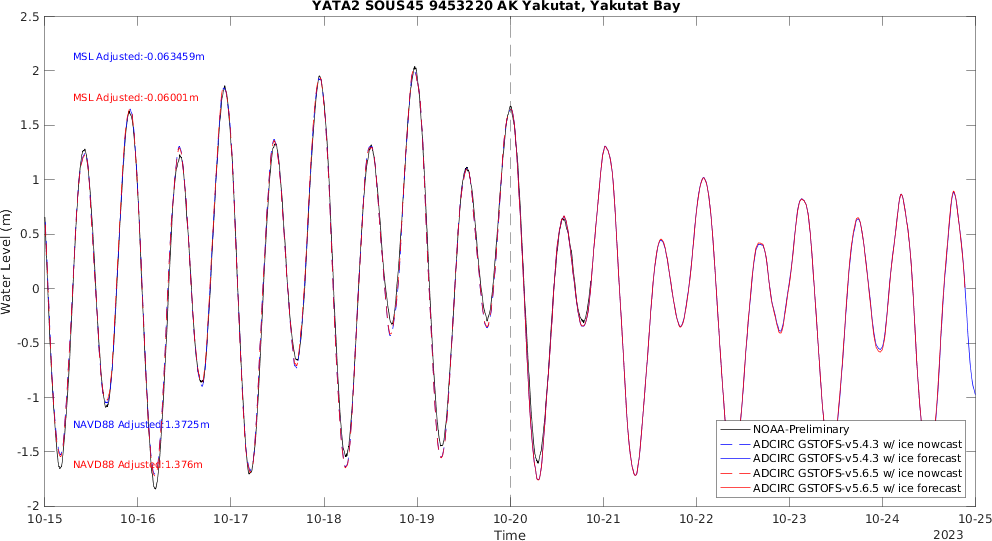 YATA2 SOUS45 9453220 AK Yakutat, Yakutat Bay
2.5
2
1.5
1
0.5
0
-0.5
-1
-1.5
-2
Water Level (m)
MSL Adjusted:-0.063459m
MSL Adjusted:-0.06001m
NAVD88 Adjusted:1.3725m
NAVD88 Adjusted:1.376m
NOAA-Preliminary
ADCIRC GSTOFS-v5.4.3 w/ ice nowcast
ADCIRC GSTOFS-v5.4.3 w/ ice forecast
ADCIRC GSTOFS-v5.6.5 w/ ice nowcast
ADCIRC GSTOFS-v5.6.5 w/ ice forecast
10-15 10-16 10-17 10-18 10-19 10-20 10-21 10-22 10-23 10-24 10-25
Time
2023